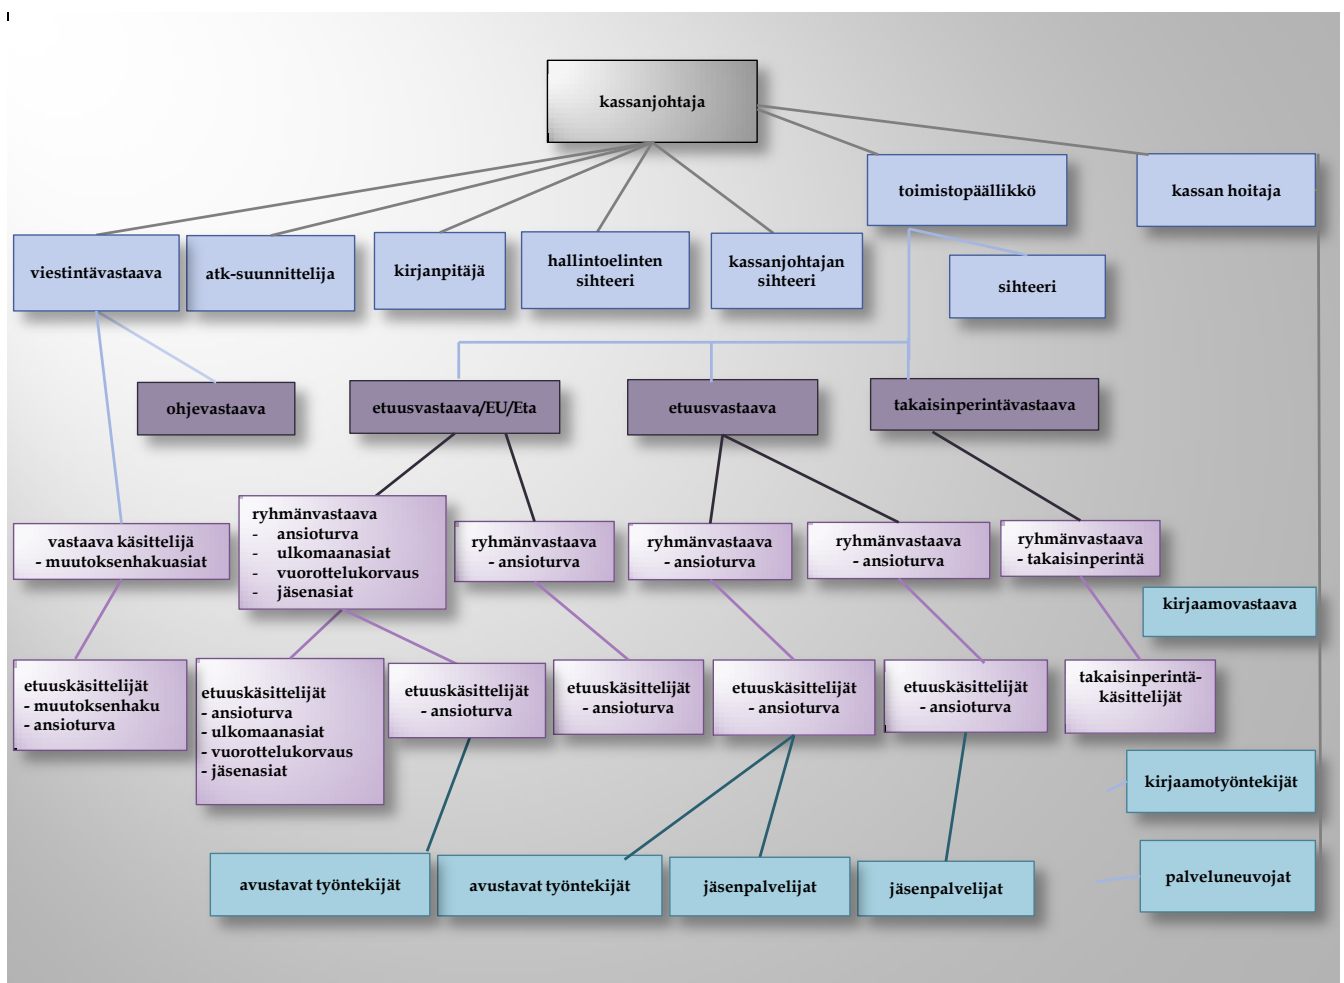 kassanjohtaja
toimistopäällikkö
kassan hoitaja
viestintävastaava
atk-suunnittelija
kirjanpitäjä
hallintoelinten
sihteeri
kassanjohtajan
sihteeri
sihteeri
ohjevastaava
etuusvastaava/EU/Eta
etuusvastaava
takaisinperintävastaava
vastaava käsittelijä
- muutoksenhakuasiat
ryhmänvastaava
- ansioturva
- ulkomaanasiat
- vuorottelukorvaus
- jäsenasiat
ryhmänvastaava
- ansioturva
ryhmänvastaava
- ansioturva
ryhmänvastaava
- ansioturva
ryhmänvastaava
- takaisinperintä
kirjaamovastaava
etuuskäsittelijät
- muutoksenhaku
- ansioturva
etuuskäsittelijät
- ansioturva
- ulkomaanasiat
- vuorottelukorvaus
- jäsenasiat
etuuskäsittelijät
- ansioturva
etuuskäsittelijät
- ansioturva
etuuskäsittelijät
- ansioturva
etuuskäsittelijät
- ansioturva
takaisinperintä-
käsittelijät
kirjaamotyöntekijät
avustavat työntekijät
avustavat työntekijät
jäsenpalvelijat
jäsenpalvelijat
palveluneuvojat